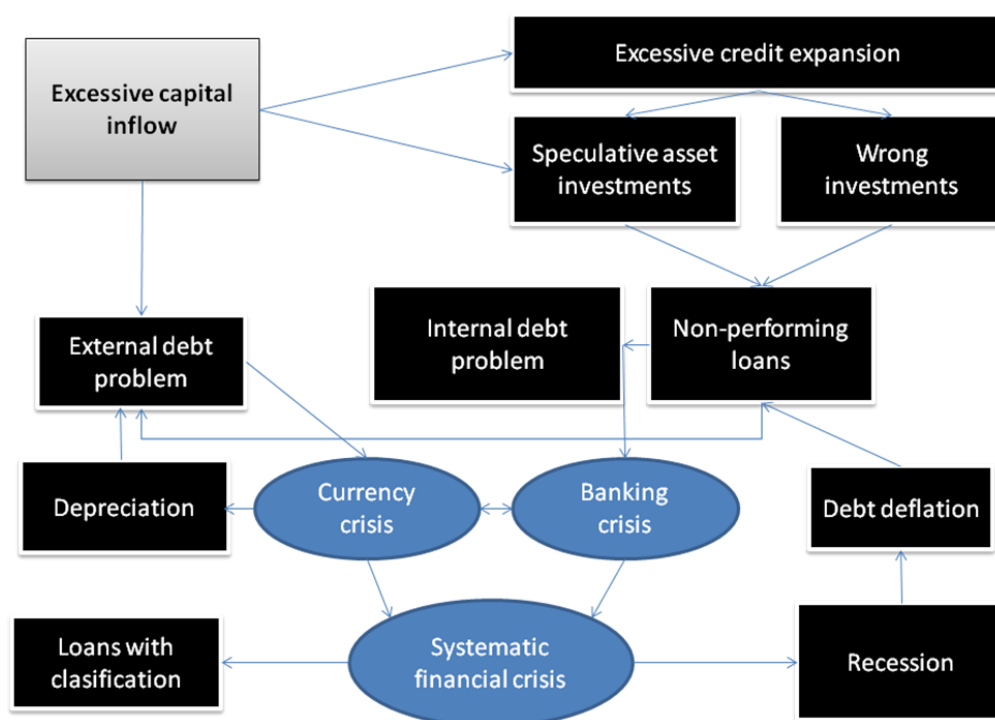 Excessive capital
inflow
Excessive credit expansion
Speculative asset
investments
Wrong
investments
External debt
problem
Internal debt
problem
Non-performing
loans
Depreciation
Currency
crisis
Banking
crisis
Debt deflation
Loans with
clasification
Systematic
financial crisis
Recession